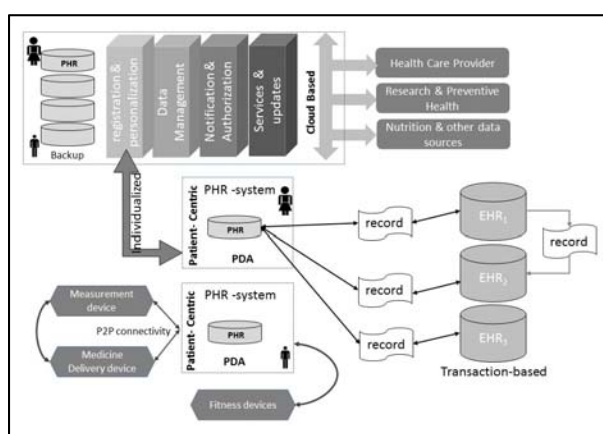 PHR
Backup
registration &
personalization
Data
Management
Notification &
Authorization
Services &
updates
Cloud Based
Health Care Provider
Research & Preventive
Health
Nutrition & other data
sources
Individualized
Patient- Centric
PHR -system
PHR
PDA
record
record
record
EHR₁
EHR₂
EHR₃
record
Transaction-based
Measurement
device
P2P connectivity
Medicine
Delivery device
Patient- Centric
PHR -system
PHR
PDA
Fitness devices